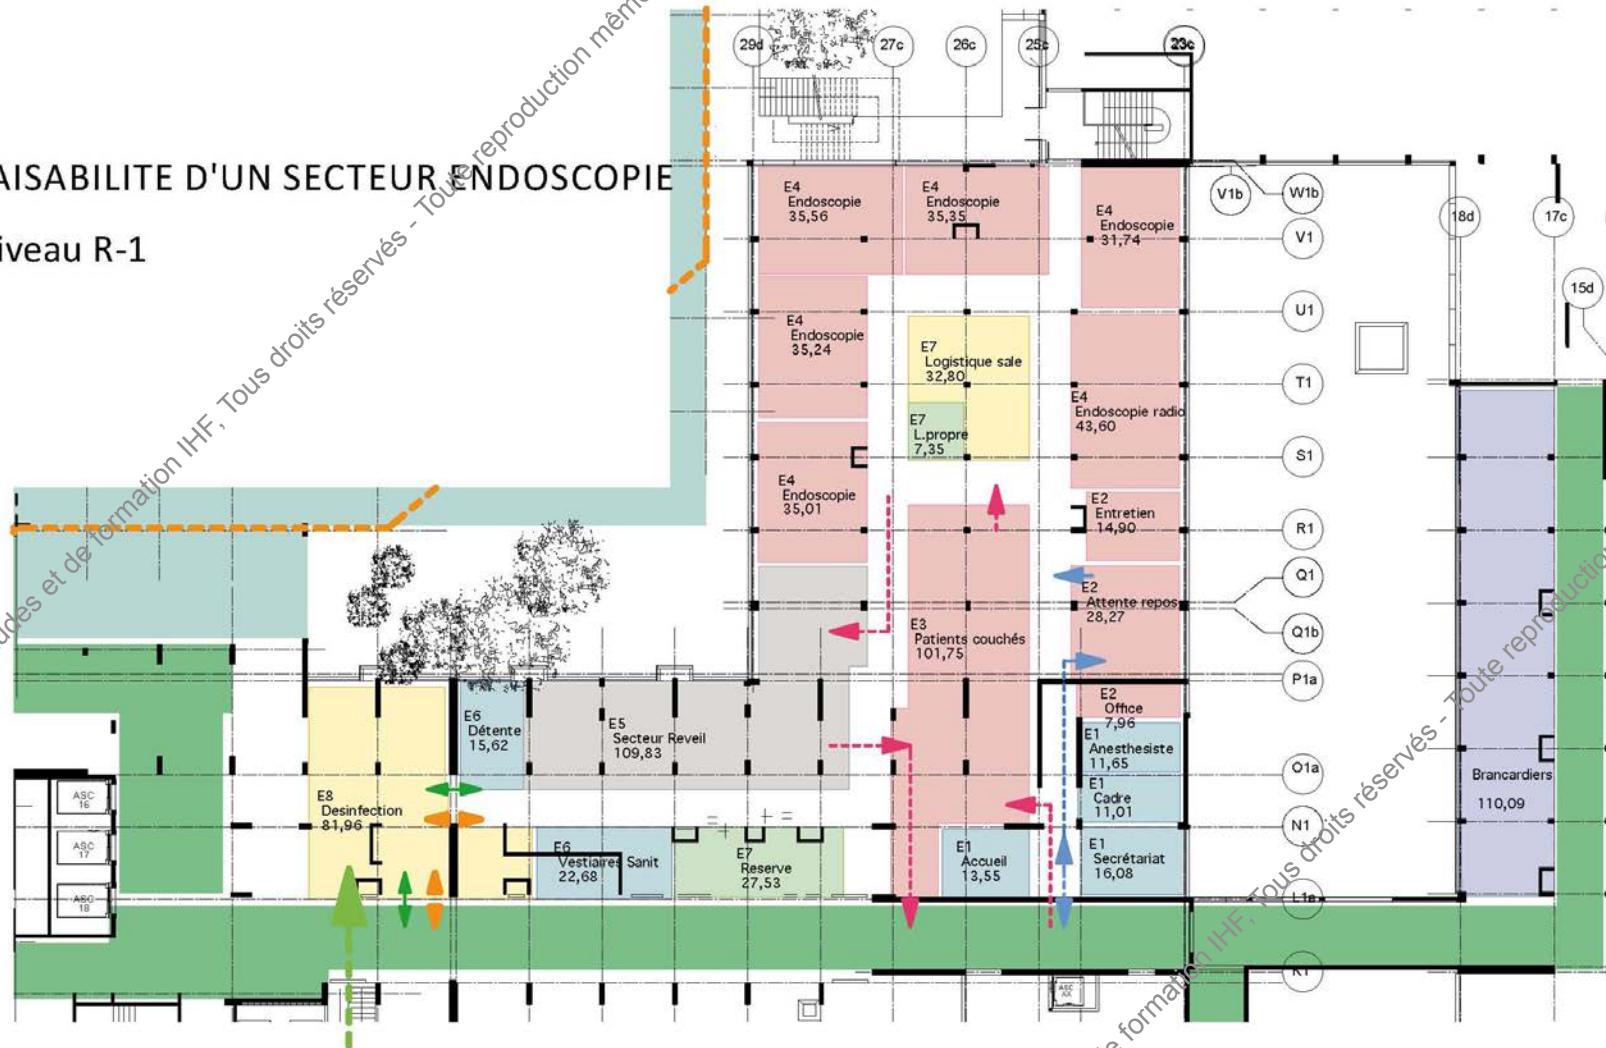 29d
27c
26c
25c
23c
AISABILITE D'UN SECTEUR ENDOSCOPIE
iveau R-1
E4
Endoscopie
35,56
E4
Endoscopie
35,35
E4
Endoscopie
31,74
V1b
W1b
V1
18d
17c
15d
U1
E4
Endoscopie
35,24
E7
Logistique sale
32,80
T1
E4
Endoscopie radio
43,60
E7
L.propre
7,35
S1
E4
Endoscopie
35,01
E2
Entretien
14,90
R1
Q1
E2
Attente repos
28,27
Q1b
E3
Patients couchés
101,75
P1a
E2
Office
7,96
E6
Détente
15,62
E5
Secteur Reveil
109,83
E1
Anesthesiste
11,65
O1a
E1
Cadre
11,01
Brancardiers
110,09
E8
Desinfection
81,96
ASC
16
ASC
17
ASC
18
N1
E6
Vestiaires Sanit
22,68
E7
Reserve
27,53
E1
Accueil
13,55
E1
Secrétariat
16,08
L1a
K1
ASC
XX
udes et de formation IHF, Tous droits réservés - Toute reproduction même
de formation IHF, Tous droits réservés - Toute reproduction